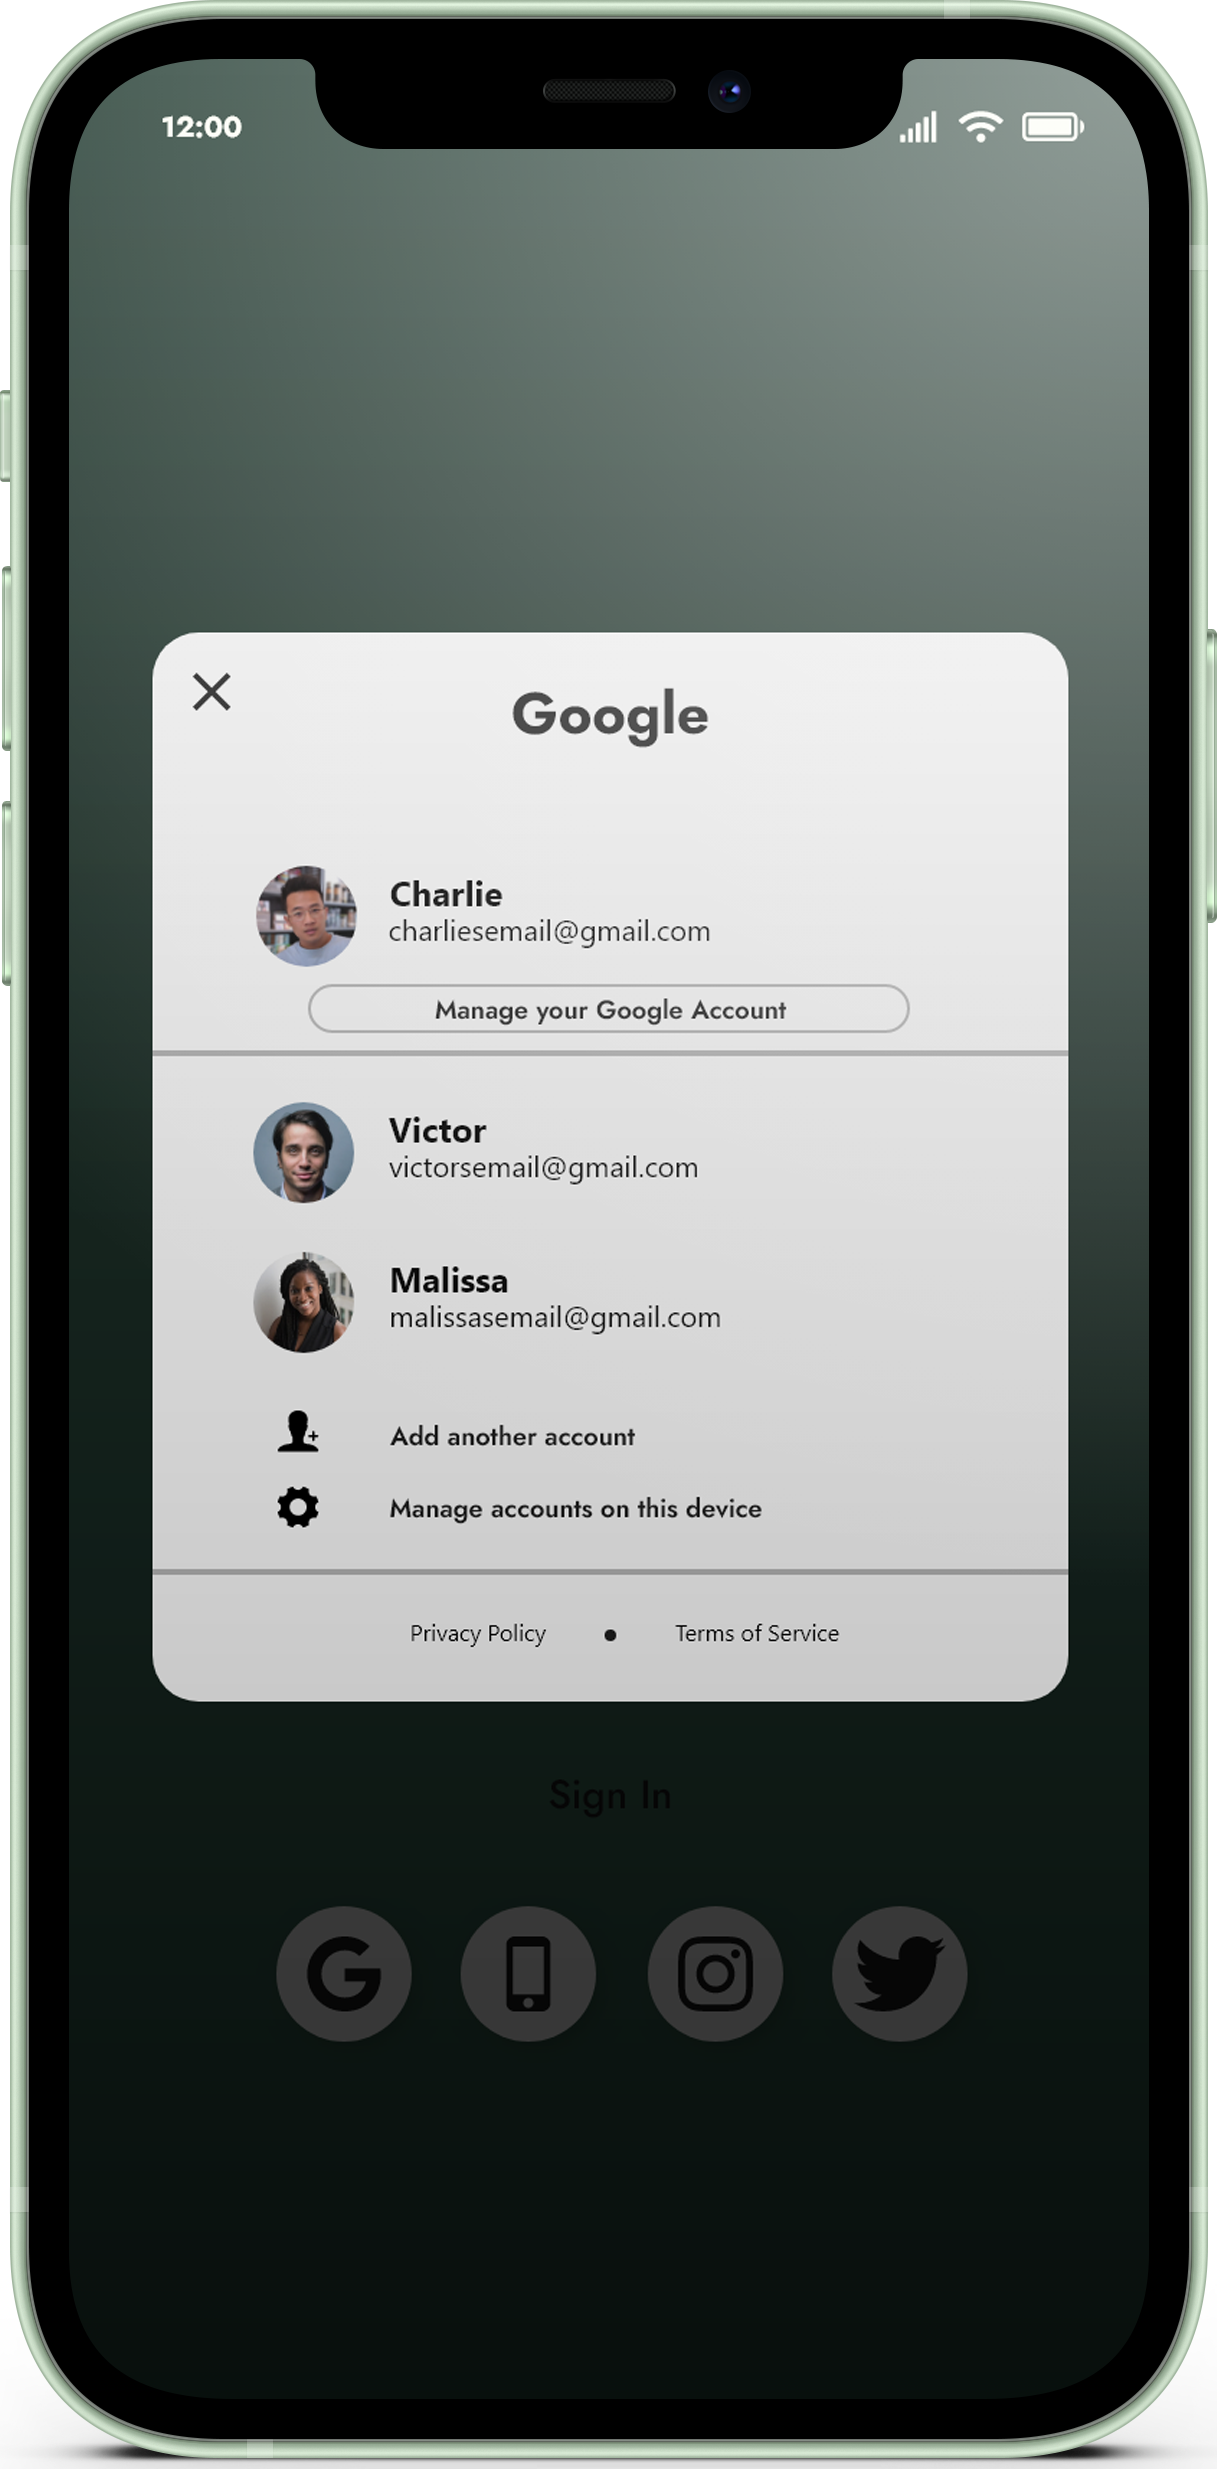 12:00
Google
Charlie
charliesemail@gmail.com
Manage your Google Account
Victor
victorsemail@gmail.com
Malissa
malissasemail@gmail.com
Add another account
Manage accounts on this device
Privacy Policy • Terms of Service
Sign In